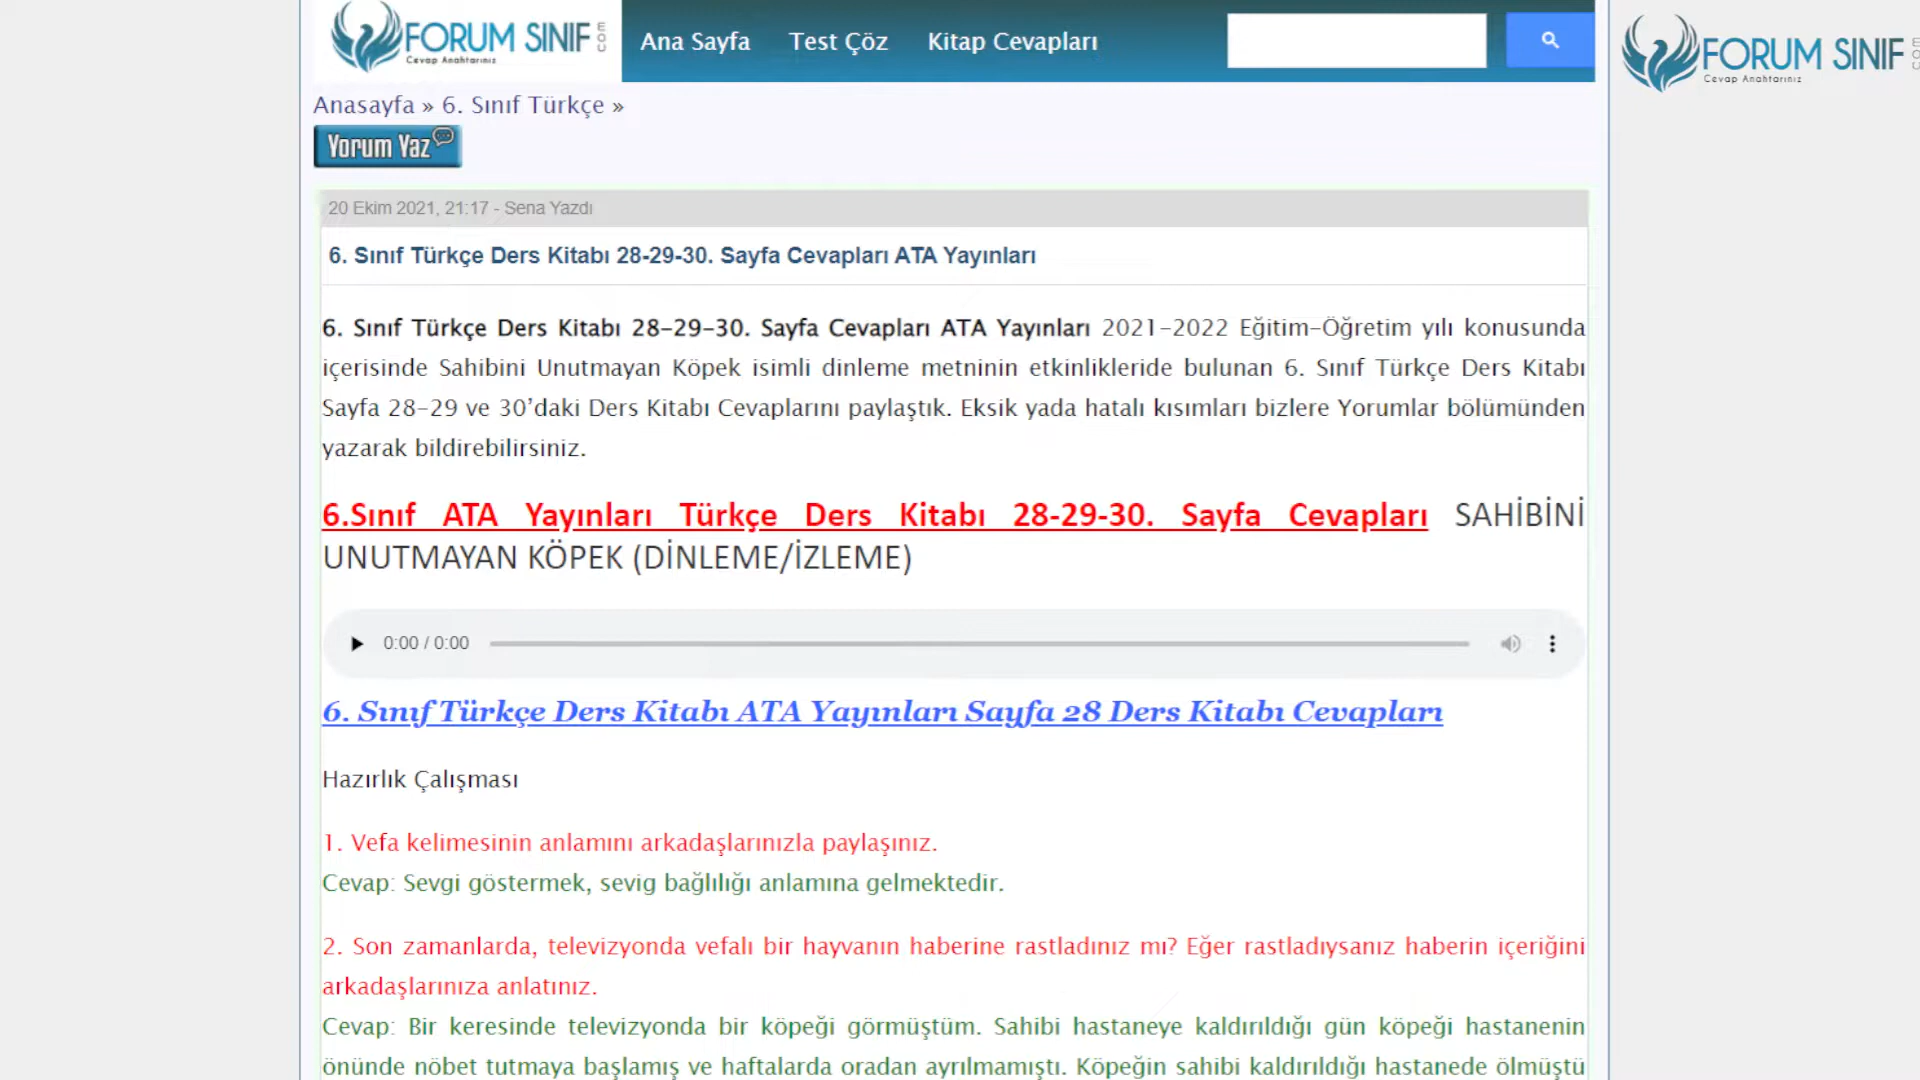 FORUM SINIF com
Cevap Anahtarınız
Ana Sayfa Test Çöz Kitap Cevapları
FORUM SINIF
Cevap Anahtarınız
Anasayfa » 6. Sınıf Türkçe »
Yorum Yaz
20 Ekim 2021, 21:17 - Sena Yazdı
6. Sınıf Türkçe Ders Kitabı 28-29-30. Sayfa Cevapları ATA Yayınları
6. Sınıf Türkçe Ders Kitabı 28-29-30. Sayfa Cevapları ATA Yayınları 2021-2022 Eğitim-Öğretim yılı konusunda
içerisinde Sahibini Unutmayan Köpek isimli dinleme metninin etkinlikleride bulunan 6. Sınıf Türkçe Ders Kitabı
Sayfa 28-29 ve 30’daki Ders Kitabı Cevaplarını paylaştık. Eksik yada hatalı kısımları bizlere Yorumlar bölümünden
yazarak bildirebilirsiniz.
6.Sınıf ATA Yayınları Türkçe Ders Kitabı 28-29-30. Sayfa Cevapları SAHİBİNİ
UNUTMAYAN KÖPEK (DİNLEME/İZLEME)
0:00 / 0:00
6. Sınıf Türkçe Ders Kitabı ATA Yayınları Sayfa 28 Ders Kitabı Cevapları
Hazırlık Çalışması
1. Vefa kelimesinin anlamını arkadaşlarınızla paylaşınız.
Cevap: Sevgi göstermek, sevig bağlılığı anlamına gelmektedir.
2. Son zamanlarda, televizyonda vefalı bir hayvanın haberine rastladınız mı? Eğer rastladıysanız haberin içeriğini
arkadaşlarınıza anlatınız.
Cevap: Bir keresinde televizyonda bir köpeği görmüştüm. Sahibi hastaneye kaldırıldığı gün köpeği hastanenin
önünde nöbet tutmaya başlamış ve haftalarda oradan ayrılmamıştı. Köpeğin sahibi kaldırıldığı hastanede ölmüştü